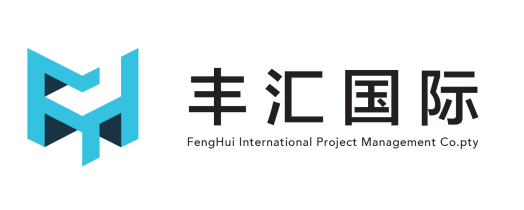 丰汇国际
FengHui International Project Management Co.pty